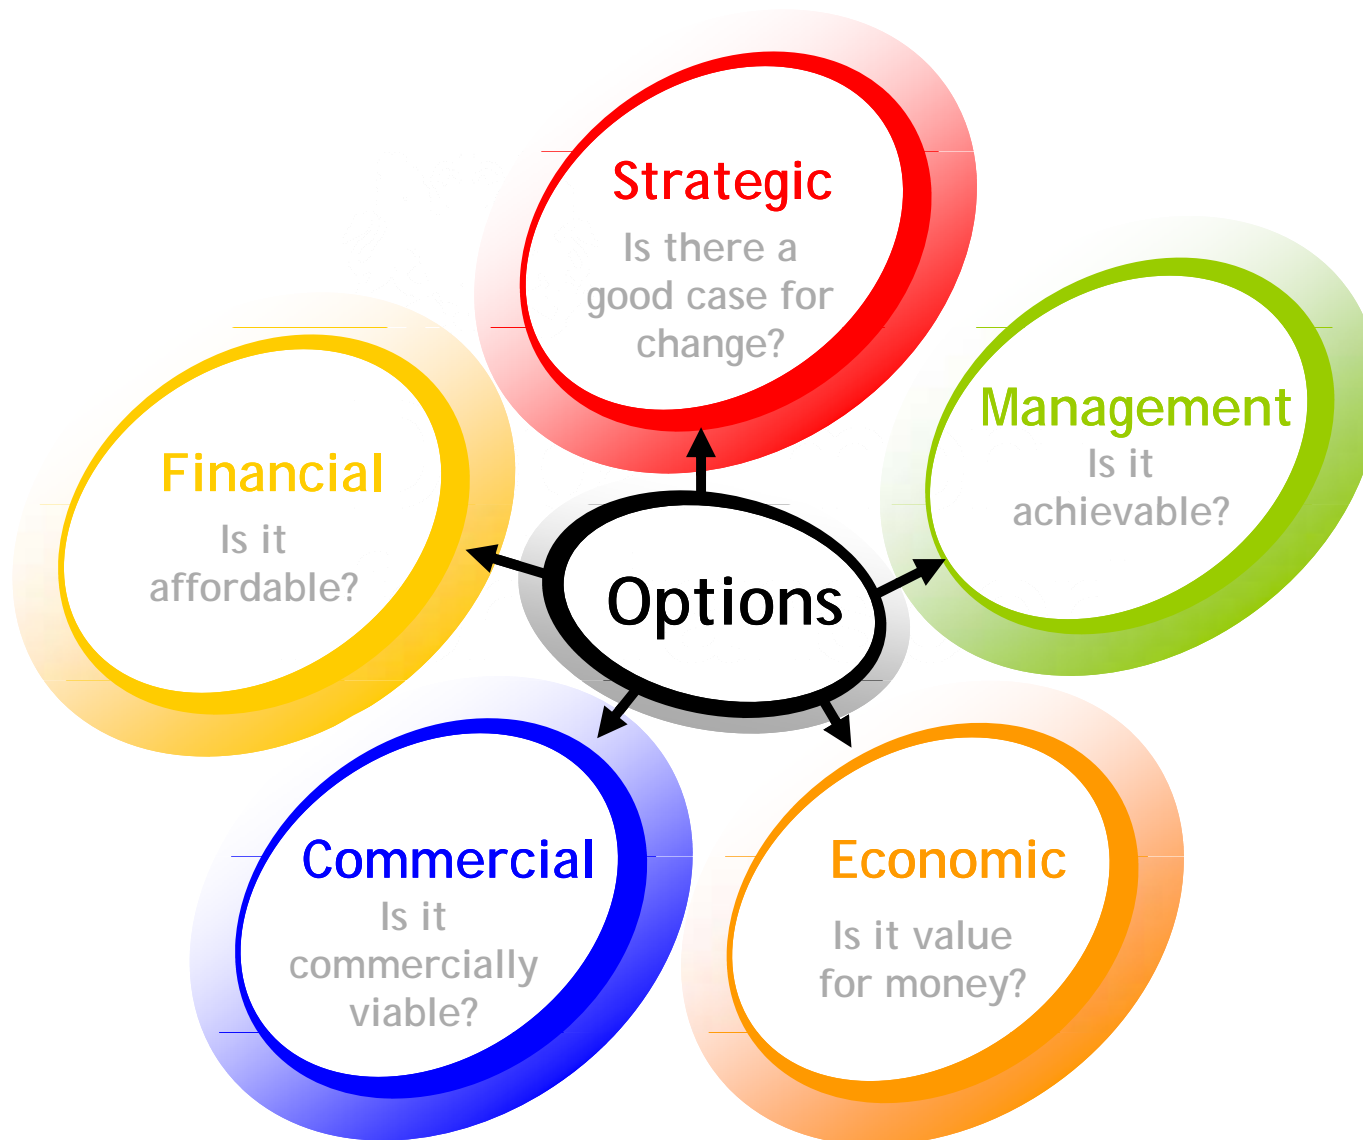 Strategic
Is there a
good case for
change?
Management
Is it
achievable?
Financial
Is it
affordable?
Options
Commercial
Is it
commercially
viable?
Economic
Is it value
for money?